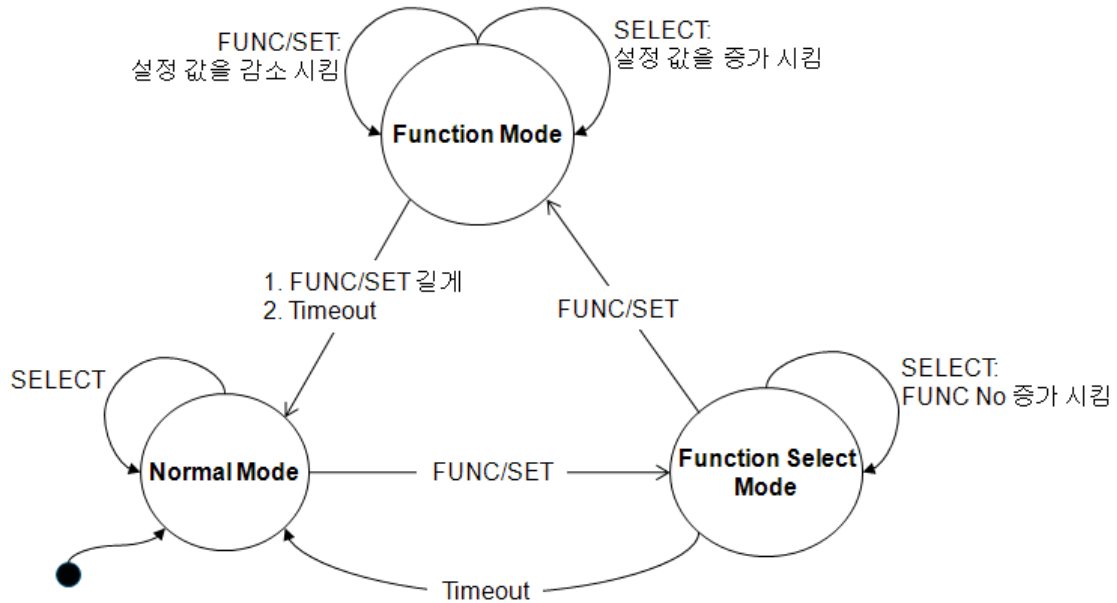 FUNC/SET:
설정 값을 감소 시킴
SELECT:
설정 값을 증가 시킴
Function Mode
1. FUNC/SET 길게
2. Timeout
FUNC/SET
SELECT
SELECT:
FUNC No 증가 시킴
Normal Mode
FUNC/SET
Function Select
Mode
Timeout